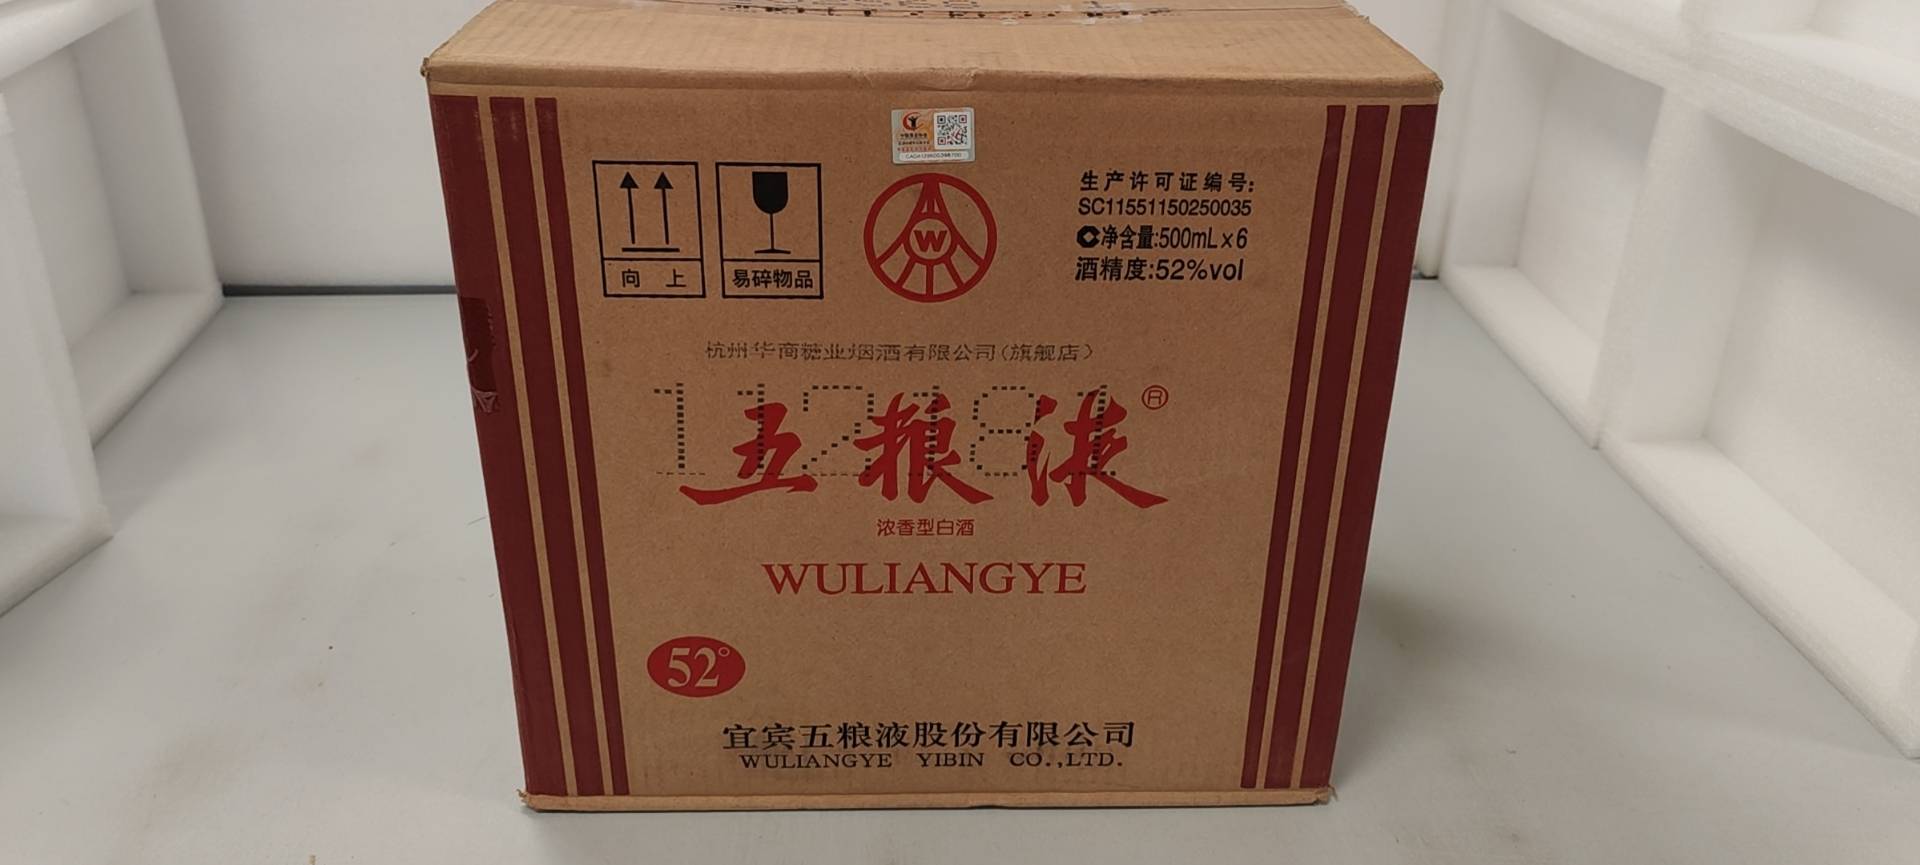 生产许可证编号:
SC11551150250035
净含量:500mL×6
酒精度:52%vol
向 上
易碎物品
W
杭州华商糖业烟酒有限公司(旗舰店)
五粮液®
浓香型白酒
WULIANGYE
52°
宜宾五粮液股份有限公司
WULIANGYE YIBIN CO.,LTD.